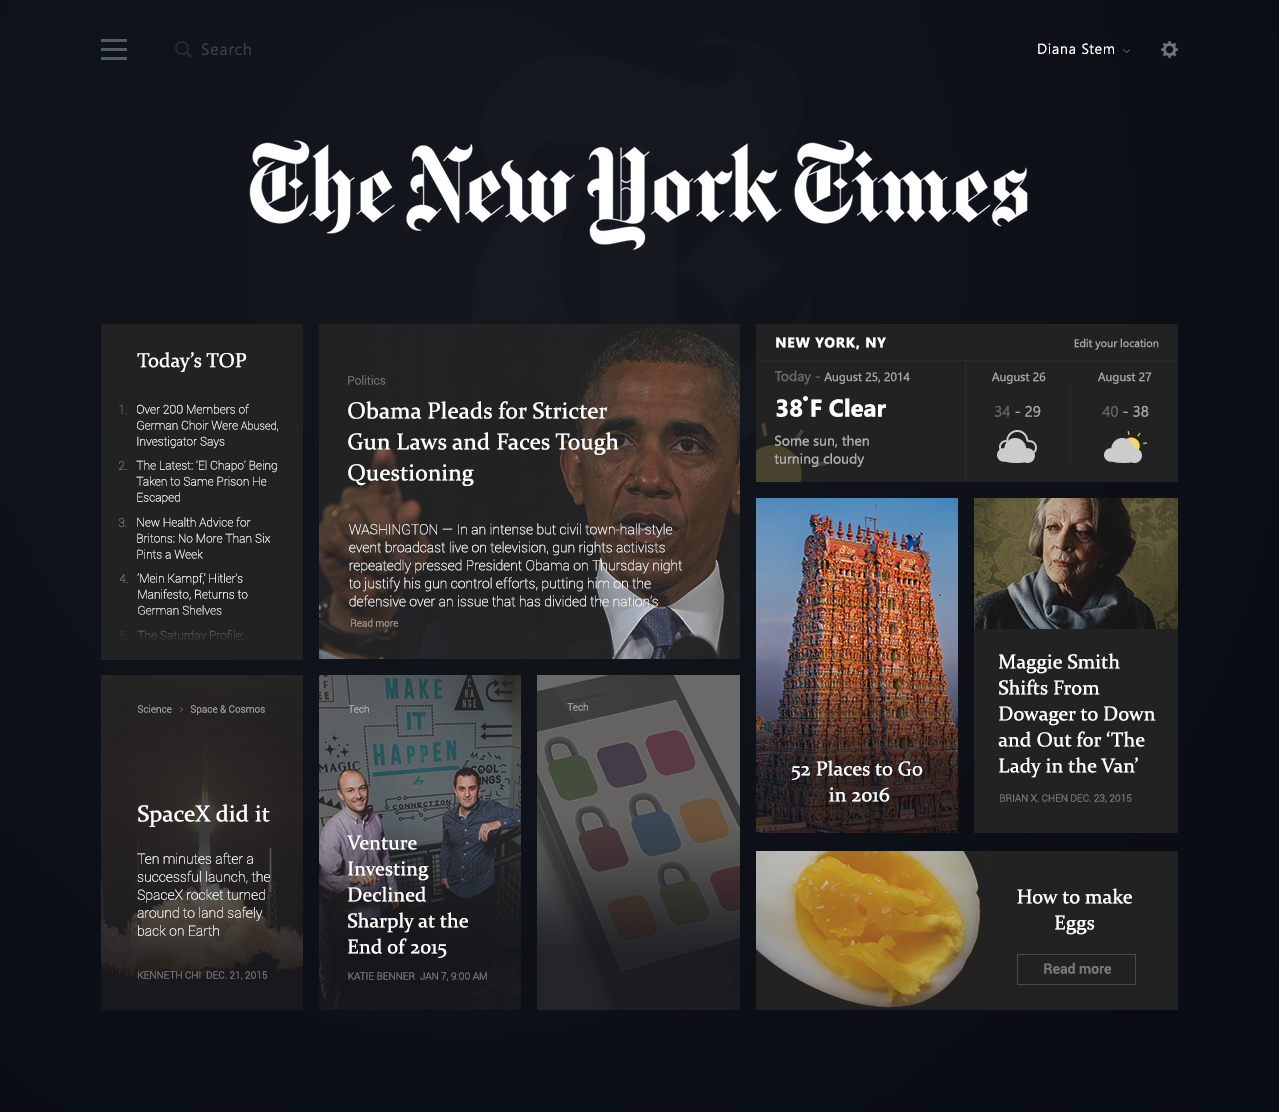 Search
Diana Stem
The New York Times
Today's TOP
1. Over 200 Members of
German Choir Were Abused,
Investigator Says
2. The Latest: 'El Chapo' Being
Taken to Same Prison He
Escaped
3. New Health Advice for
Britons: No More Than Six
Pints a Week
4. 'Mein Kampf,' Hitler's
Manifesto, Returns to
German Shelves
5. The Saturday Profile:
Politics
Obama Pleads for Stricter
Gun Laws and Faces Tough
Questioning
WASHINGTON — In an intense but civil town-hall-style
event broadcast live on television, gun rights activists
repeatedly pressed President Obama on Thursday night
to justify his gun control efforts, putting him on the
defensive over an issue that has divided the nation's
Read more
NEW YORK, NY
Edit your location
Today - August 25, 2014
38°F Clear
Some sun, then
turning cloudy
August 26
34 - 29
August 27
40 - 38
52 Places to Go
in 2016
Maggie Smith
Shifts From
Dowager to Down
and Out for 'The
Lady in the Van'
BRIAN X. CHEN DEC. 23, 2015
Science > Space & Cosmos
SpaceX did it
Ten minutes after a
successful launch, the
SpaceX rocket turned
around to land safely
back on Earth
KENNETH CHI DEC. 21, 2015
Tech
MAKE
IT
HAPPEN
CHANGE
MAGIC
COOL
CONNECTION
Venture
Investing
Declined
Sharply at the
End of 2015
KATIE BENNER JAN 7, 9:00 AM
Tech
How to make
Eggs
Read more